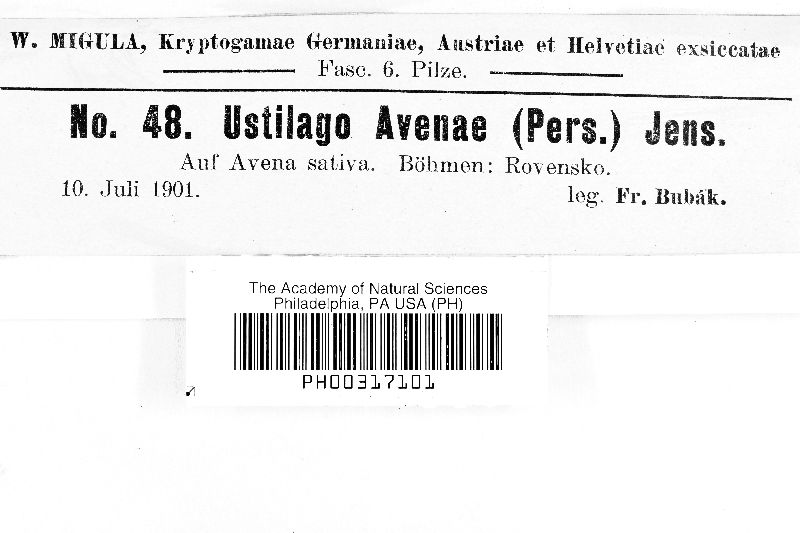 W. MIGULA, Kryptogamae Germaniae, Austriae et Helvetiae exsiccatae
Fasc. 6. Pilze.
No. 48. Ustilago Avenae (Pers.) Jens.
Auf Avena sativa. Böhmen: Rovensko.
10. Juli 1901.
leg. Fr. Bubák.
The Academy of Natural Sciences
Philadelphia, PA USA (PH)
PH00317101